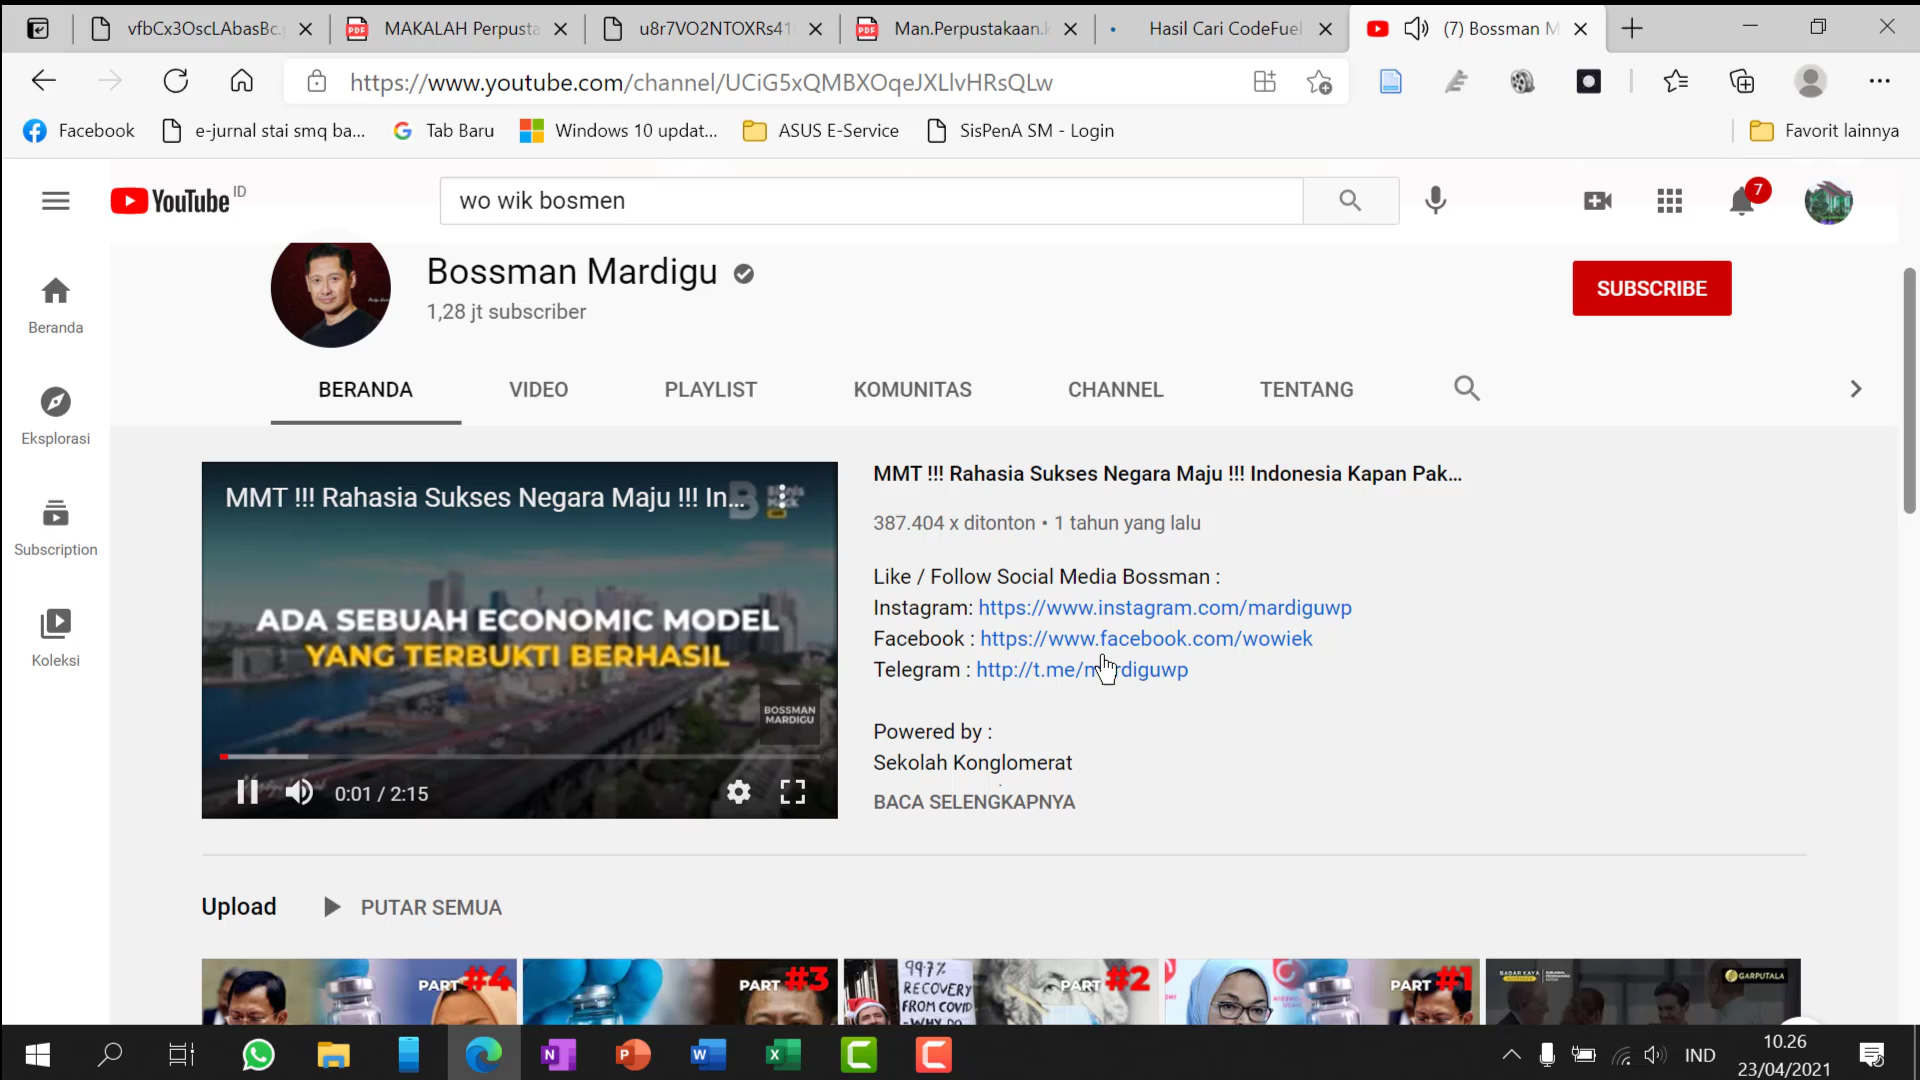 vfbCx3OscLAbasBc.
MAKALAH Perpusta
u8r7VO2NTOXRs41
Man.Perpustakaan.
Hasil Cari CodeFuel
(7) Bossman M
https://www.youtube.com/channel/UCiG5xQMBXOqeJXLlvHRsQLw
Facebook
e-jurnal stai smq ba...
Tab Baru
Windows 10 updat...
ASUS E-Service
SisPenA SM - Login
Favorit lainnya
YouTube ID
wo wik bosmen
7
Bossman Mardigu
1,28 jt subscriber
SUBSCRIBE
Beranda
Eksplorasi
Subscription
Koleksi
BERANDA
VIDEO
PLAYLIST
KOMUNITAS
CHANNEL
TENTANG
MMT !!! Rahasia Sukses Negara Maju !!! In...
ADA SEBUAH ECONOMIC MODEL
YANG TERBUKTI BERHASIL
BOSSMAN
MARDIGU
0:01 / 2:15
MMT !!! Rahasia Sukses Negara Maju !!! Indonesia Kapan Pak...
387.404 x ditonton • 1 tahun yang lalu
Like / Follow Social Media Bossman :
Instagram: https://www.instagram.com/mardiguwp
Facebook : https://www.facebook.com/wowiek
Telegram : http://t.me/mardiguwp
Powered by :
Sekolah Konglomerat
BACA SELENGKAPNYA
Upload
PUTAR SEMUA
PART #4
PART #3
99.7%
RECOVERY
FROM COVID
-WHY DO
PART #2
PART #1
GARPUTALA
IND
10.26
23/04/2021